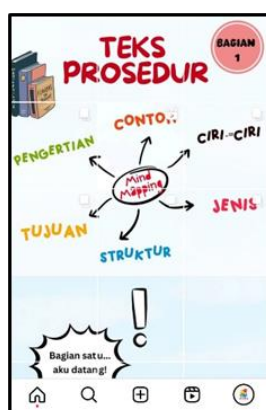 TEKS
PROSEDUR
BAGIAN
1
CONTOH
PENGERTIAN
CIRI-CIRI
Mind
Mapping
JENIS
TUJUAN
STRUKTUR
!
Bagian satu...
aku datang!